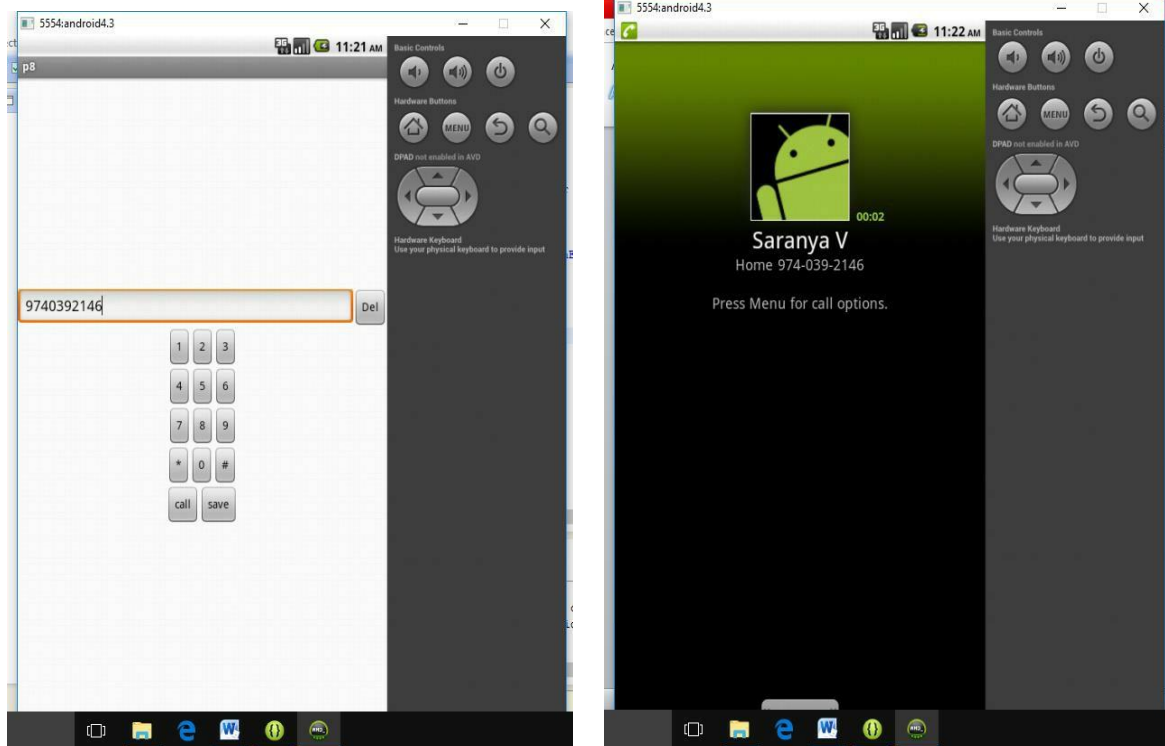 5554:android4.3
11:21 AM
p8
9740392146
Del
1 2 3
4 5 6
7 8 9
* 0 #
call save
Basic Controls
Hardware Buttons
MENU
DPAD not enabled in AVD
Hardware Keyboard
Use your physical keyboard to provide input
5554:android4.3
11:22 AM
00:02
Saranya V
Home 974-039-2146
Press Menu for call options.
Basic Controls
Hardware Buttons
MENU
DPAD not enabled in AVD
Hardware Keyboard
Use your physical keyboard to provide input